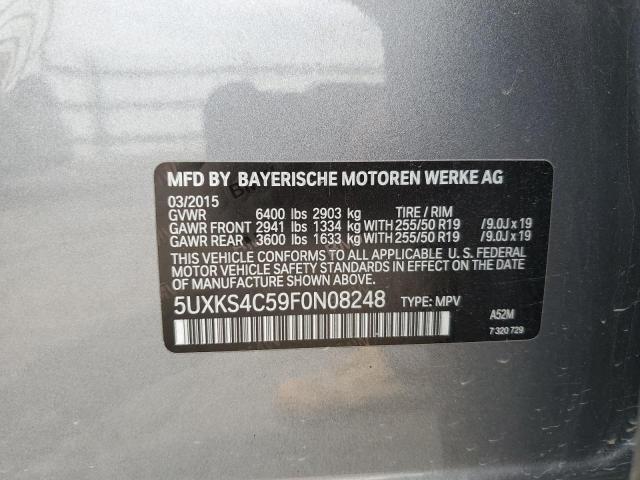 MFD BY BAYERISCHE MOTOREN WERKE AG
03/2015
GVWR 6400 lbs 2903 kg TIRE / RIM
GAWR FRONT 2941 lbs 1334 kg WITH 255/50 R19 /9.0J x 19
GAWR REAR 3600 lbs 1633 kg WITH 255/50 R19 /9.0J x 19
THIS VEHICLE CONFORMS TO ALL APPLICABLE U. S. FEDERAL
MOTOR VEHICLE SAFETY STANDARDS IN EFFECT ON THE
DATE OF MANUFACTURE SHOWN ABOVE.
5UXKS4C59F0N08248 TYPE: MPV
A52M
7 320 729